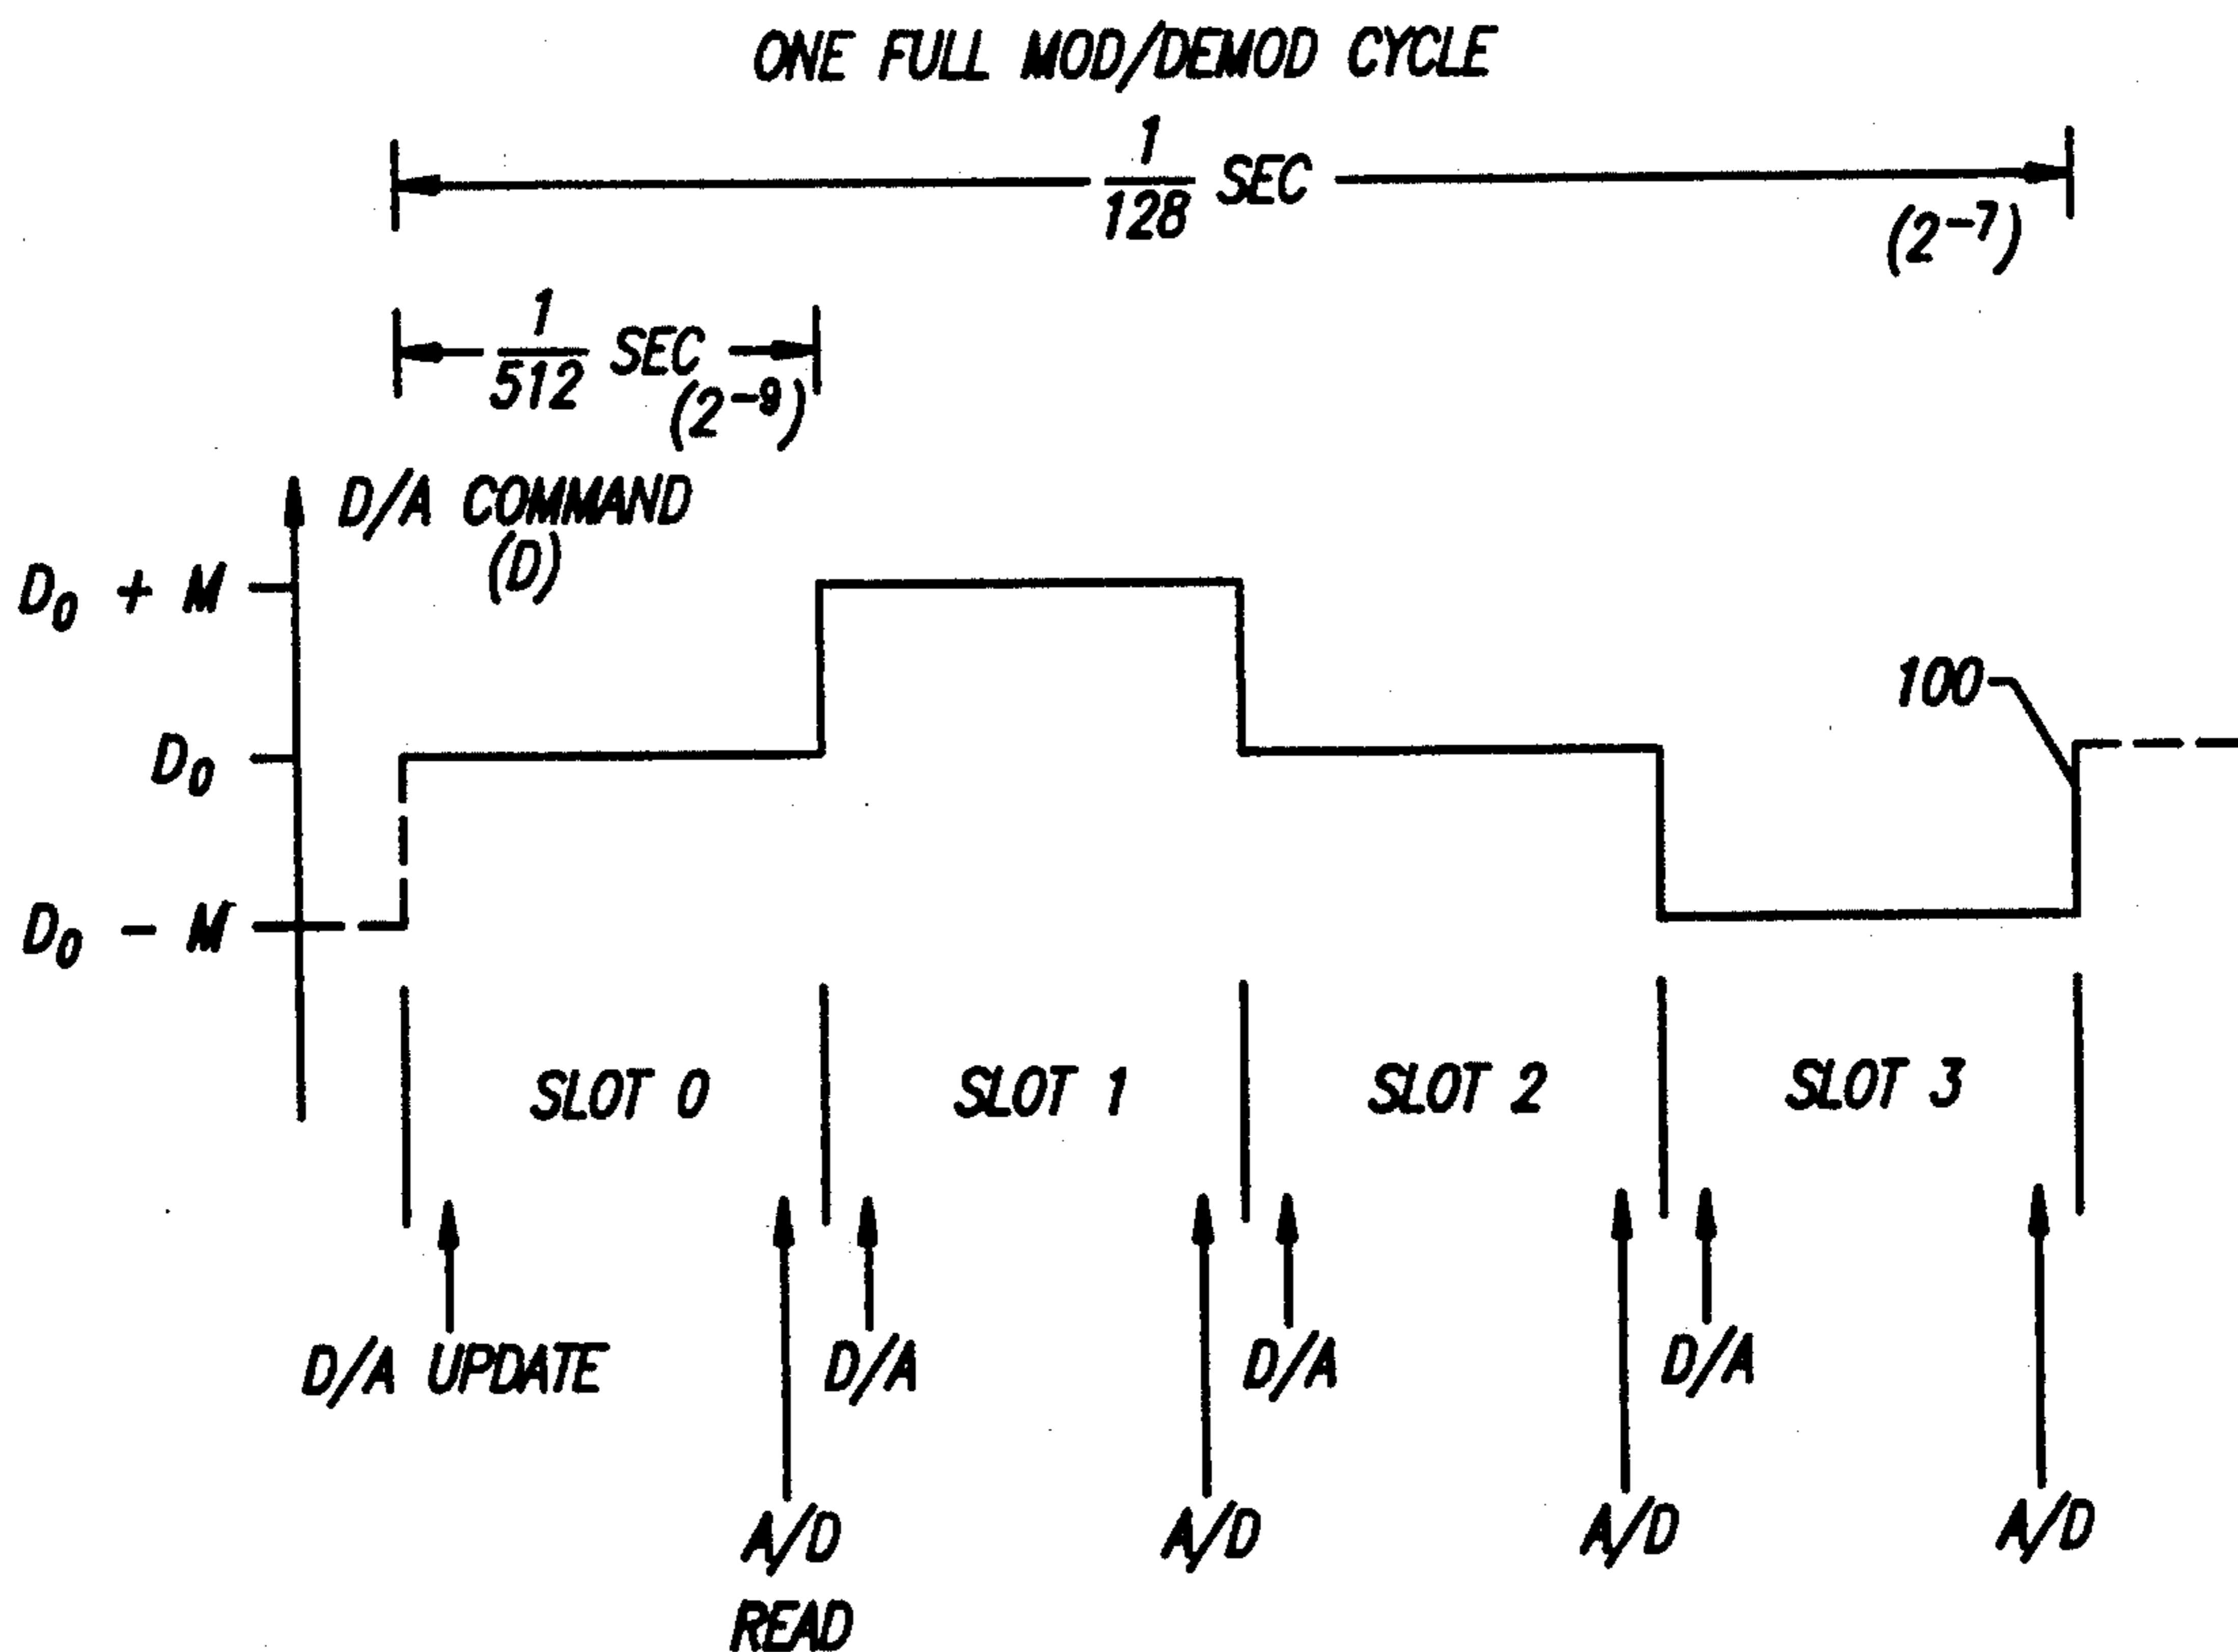 ONE FULL MOD/DEMOD CYCLE
1/128 SEC
(2⁻⁷)
1/512 SEC
(2⁻⁹)
D/A COMMAND
(D)
D₀ + M
100
D₀
D₀ - M
SLOT 0 SLOT 1 SLOT 2 SLOT 3
D/A UPDATE D/A D/A D/A
A/D A/D A/D A/D
READ